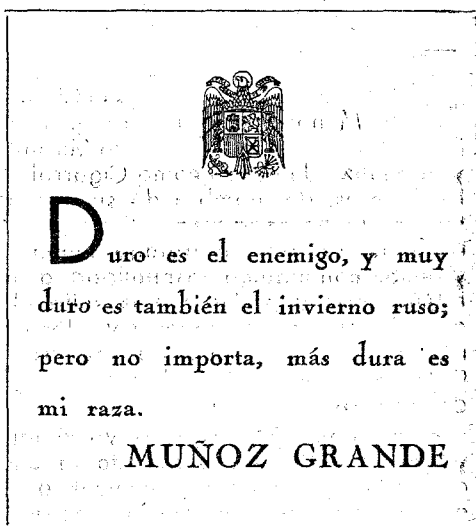 Duro es el enemigo, y muy
duro es también el invierno ruso;
pero no importa, más dura es
mi raza.
MUÑOZ GRANDE